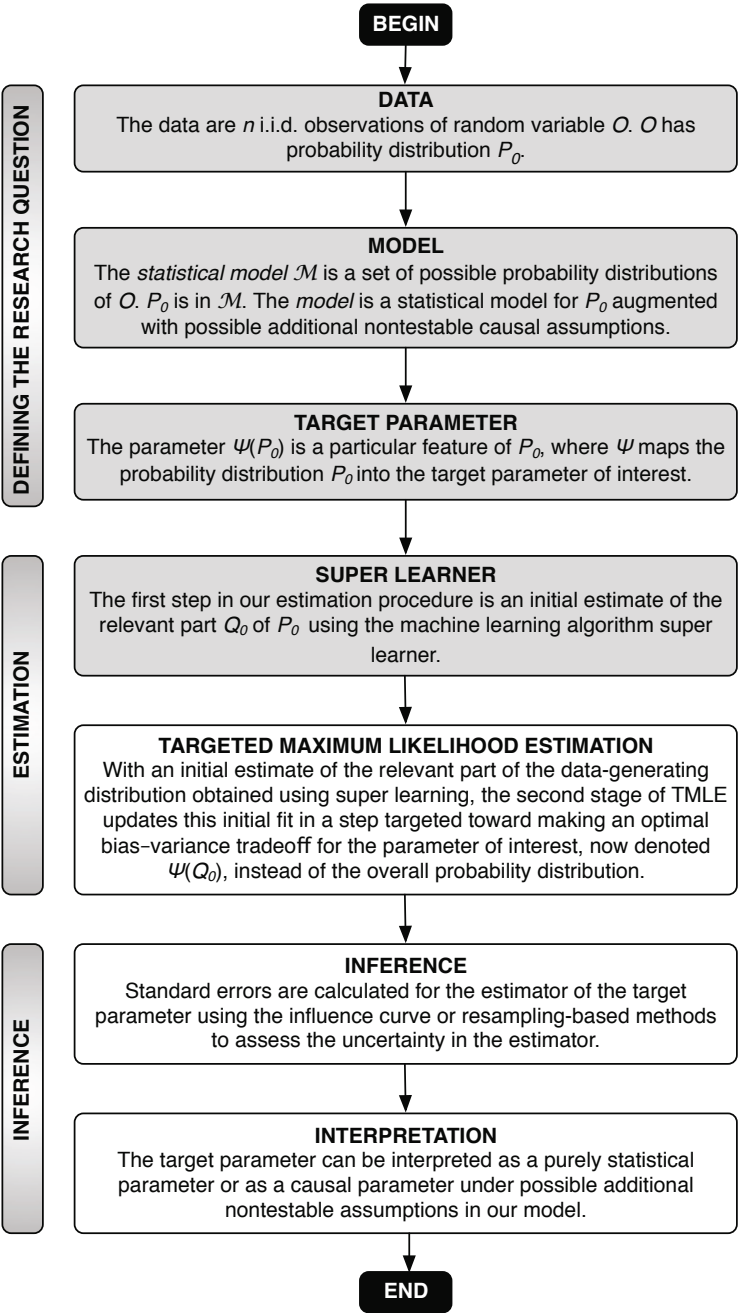 BEGIN
DEFINING THE RESEARCH QUESTION
DATA
The data are n i.i.d. observations of random variable O. O has
probability distribution P₀.
MODEL
The statistical model ℳ is a set of possible probability distributions
of O. P₀ is in ℳ. The model is a statistical model for P₀ augmented
with possible additional nontestable causal assumptions.
TARGET PARAMETER
The parameter Ψ(P₀) is a particular feature of P₀, where Ψ maps the
probability distribution P₀ into the target parameter of interest.
ESTIMATION
SUPER LEARNER
The first step in our estimation procedure is an initial estimate of the
relevant part Q₀ of P₀ using the machine learning algorithm super
learner.
TARGETED MAXIMUM LIKELIHOOD ESTIMATION
With an initial estimate of the relevant part of the data-generating
distribution obtained using super learning, the second stage of TMLE
updates this initial fit in a step targeted toward making an optimal
bias–variance tradeoff for the parameter of interest, now denoted
Ψ(Q₀), instead of the overall probability distribution.
INFERENCE
INFERENCE
Standard errors are calculated for the estimator of the target
parameter using the influence curve or resampling-based methods
to assess the uncertainty in the estimator.
INTERPRETATION
The target parameter can be interpreted as a purely statistical
parameter or as a causal parameter under possible additional
nontestable assumptions in our model.
END